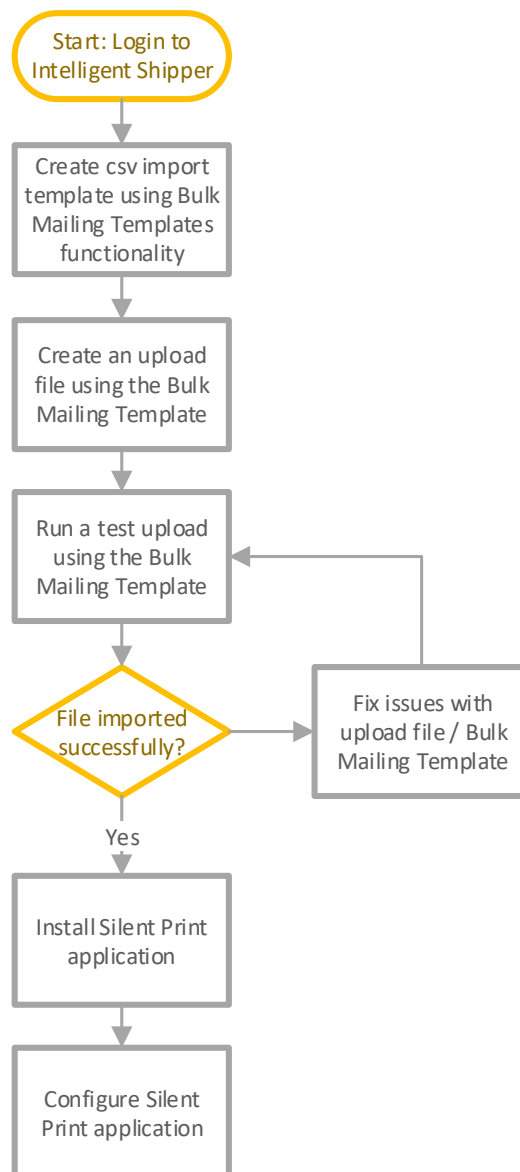 Start: Login to
Intelligent Shipper
Create csv import
template using Bulk
Mailing Templates
functionality
Create an upload
file using the Bulk
Mailing Template
Run a test upload
using the Bulk
Mailing Template
File imported
successfully?
Fix issues with
upload file / Bulk
Mailing Template
Yes
Install Silent Print
application
Configure Silent
Print application